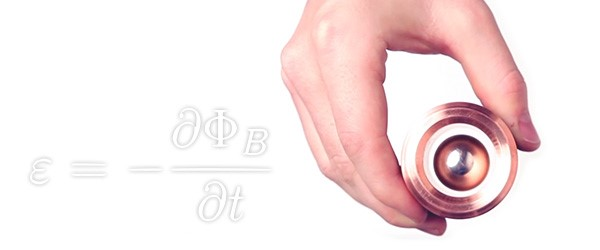 ε = − ∂Φ_B / ∂t